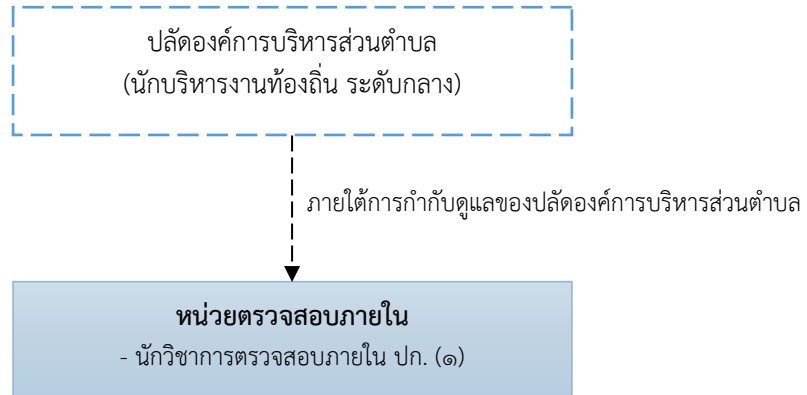 ปลัดองค์การบริหารส่วนตำบล
(นักบริหารงานท้องถิ่น ระดับกลาง)
ภายใต้การกำกับดูแลของปลัดองค์การบริหารส่วนตำบล
หน่วยตรวจสอบภายใน
- นักวิชาการตรวจสอบภายใน ปก. (๑)